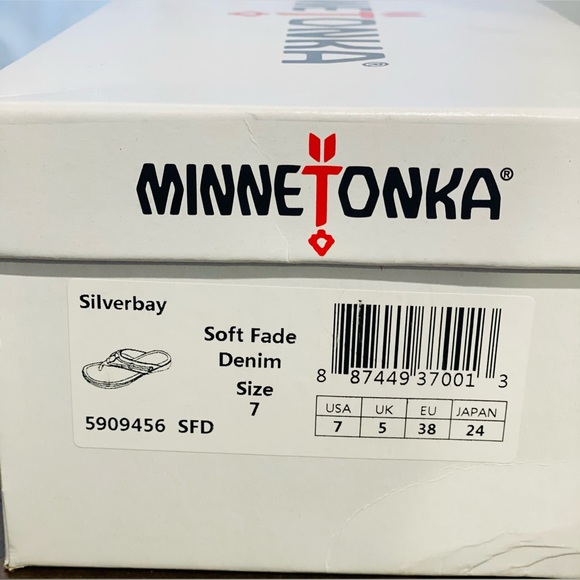 MINNETONKA®
MINNETONKA®
Silverbay
Soft Fade
Denim
Size
7
5909456 SFD
8 87449 37001 3
USA UK EU JAPAN
7 5 38 24